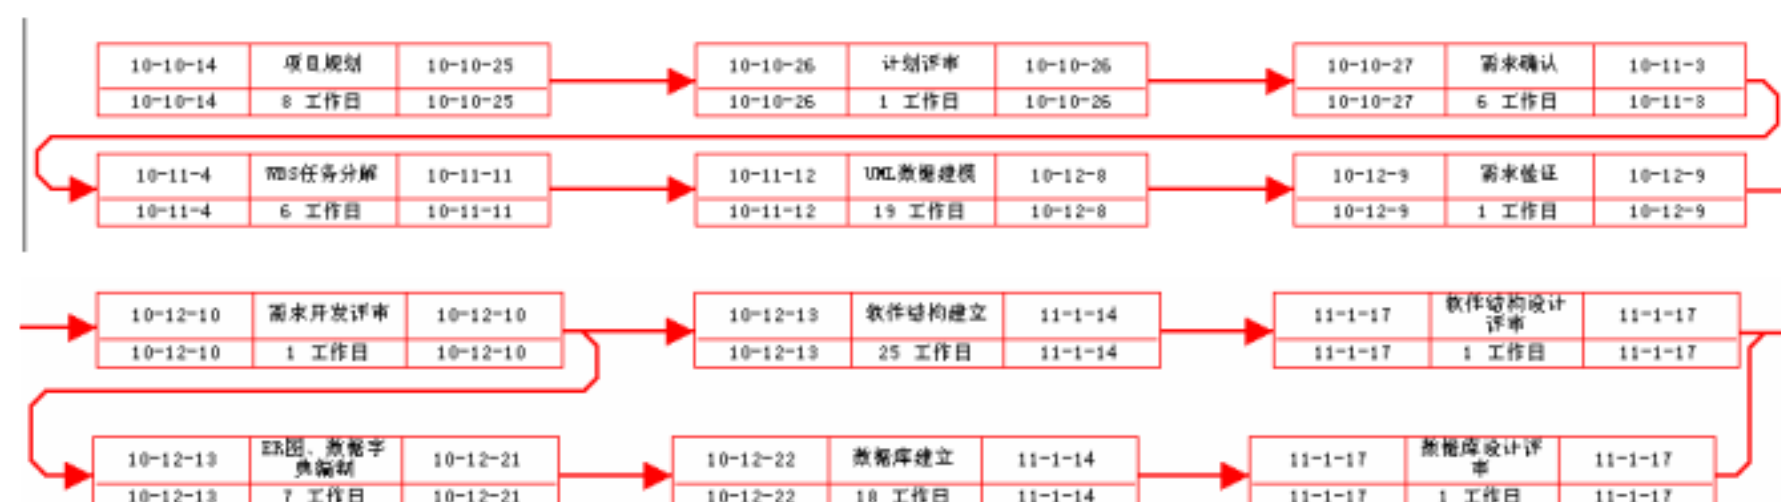 10-10-14 项目规划 10-10-25 10-10-26 计划评审 10-10-26 10-10-27 需求确认 10-11-3
10-10-14 8 工作日 10-10-25 10-10-26 1 工作日 10-10-26 10-10-27 6 工作日 10-11-3
10-11-4 WBS任务分解 10-11-11 10-11-12 UML数据建模 10-12-8 10-12-9 需求验证 10-12-9
10-11-4 6 工作日 10-11-11 10-11-12 19 工作日 10-12-8 10-12-9 1 工作日 10-12-9
10-12-10 需求开发评审 10-12-10 10-12-13 软件结构建立 11-1-14 11-1-17 软件结构设计
评审 11-1-17
10-12-10 1 工作日 10-12-10 10-12-13 25 工作日 11-1-14 11-1-17 1 工作日 11-1-17
10-12-13 ER图、数据字
典编制 10-12-21 10-12-22 数据库建立 11-1-14 11-1-17 数据库设计评
审 11-1-17
10-12-13 7 工作日 10-12-21 10-12-22 18 工作日 11-1-14 11-1-17 1 工作日 11-1-17